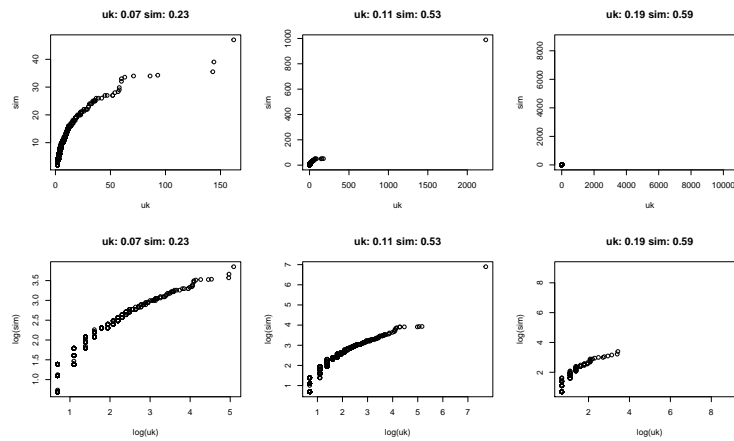 uk: 0.07 sim: 0.23
sim
10 20 30 40
0 50 100 150
uk
uk: 0.11 sim: 0.53
sim
0 200 400 600 800 1000
0 500 1000 1500 2000
uk
uk: 0.19 sim: 0.59
sim
0 2000 4000 6000 8000
0 2000 4000 6000 8000 10000
uk
uk: 0.07 sim: 0.23
log(sim)
1.0 1.5 2.0 2.5 3.0 3.5
1 2 3 4 5
log(uk)
uk: 0.11 sim: 0.53
log(sim)
1 2 3 4 5 6 7
1 2 3 4 5 6 7
log(uk)
uk: 0.19 sim: 0.59
log(sim)
2 4 6 8
2 4 6 8
log(uk)